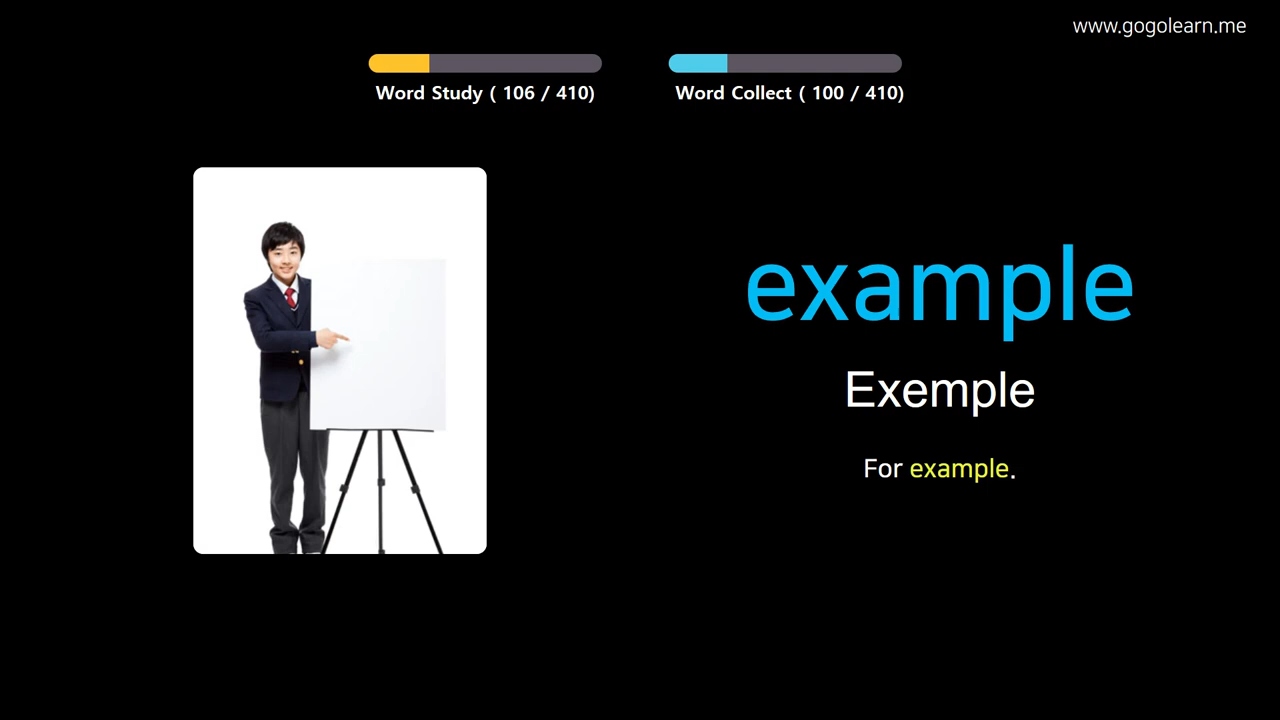 www.gogolearn.me
Word Study ( 106 / 410)
Word Collect ( 100 / 410)
example
Exemple
For example.